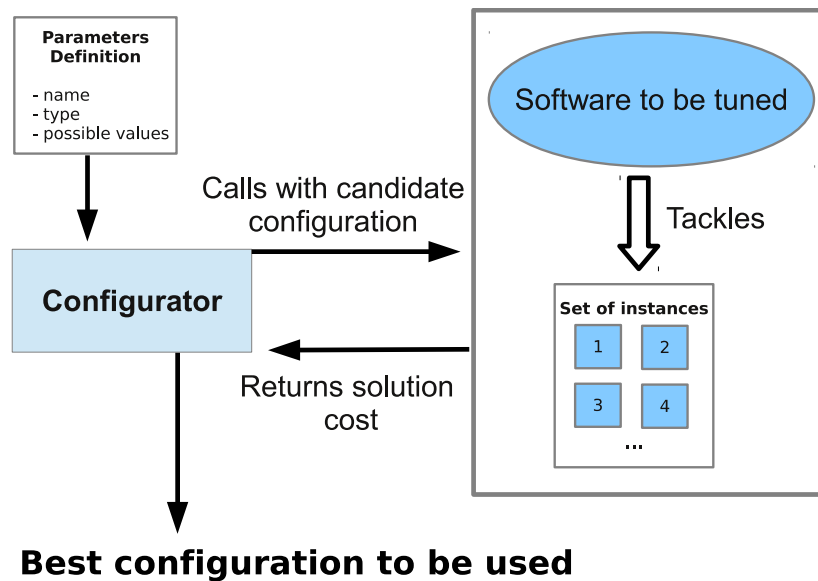 Parameters
Definition
- name
- type
- possible values
Software to be tuned
Calls with candidate
configuration
Tackles
Configurator
Set of instances
1 2
3 4
...
Returns solution
cost
Best configuration to be used